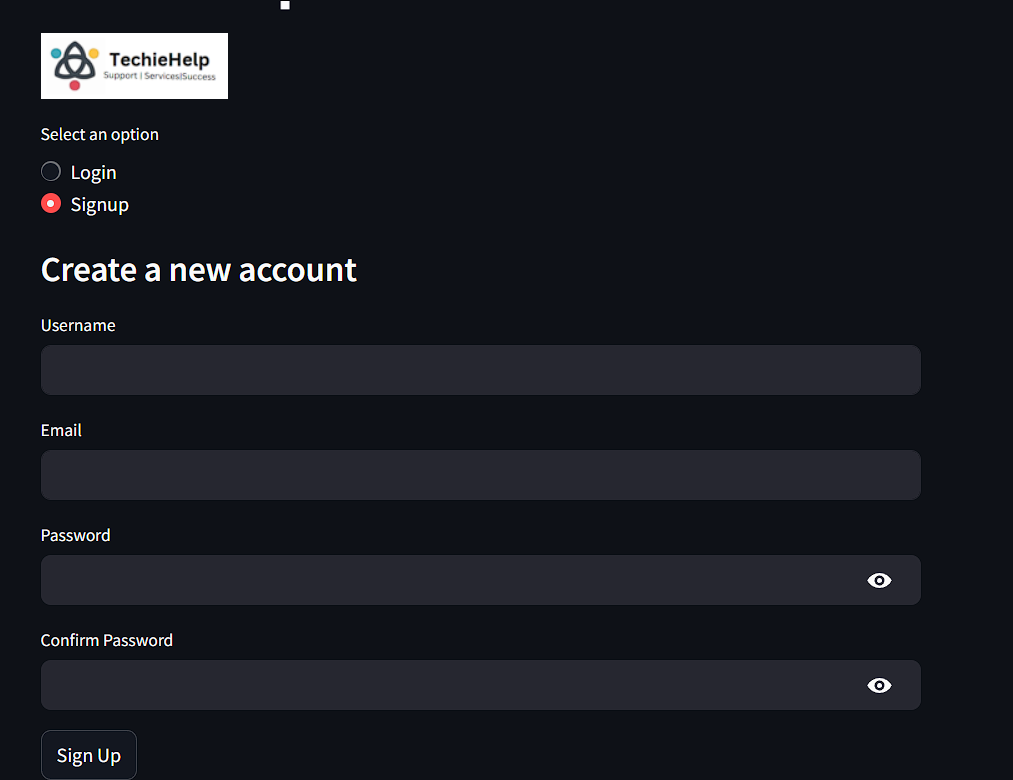 TechieHelp
Support | Services|Success
Select an option
Login
Signup
Create a new account
Username
Email
Password
Confirm Password
Sign Up